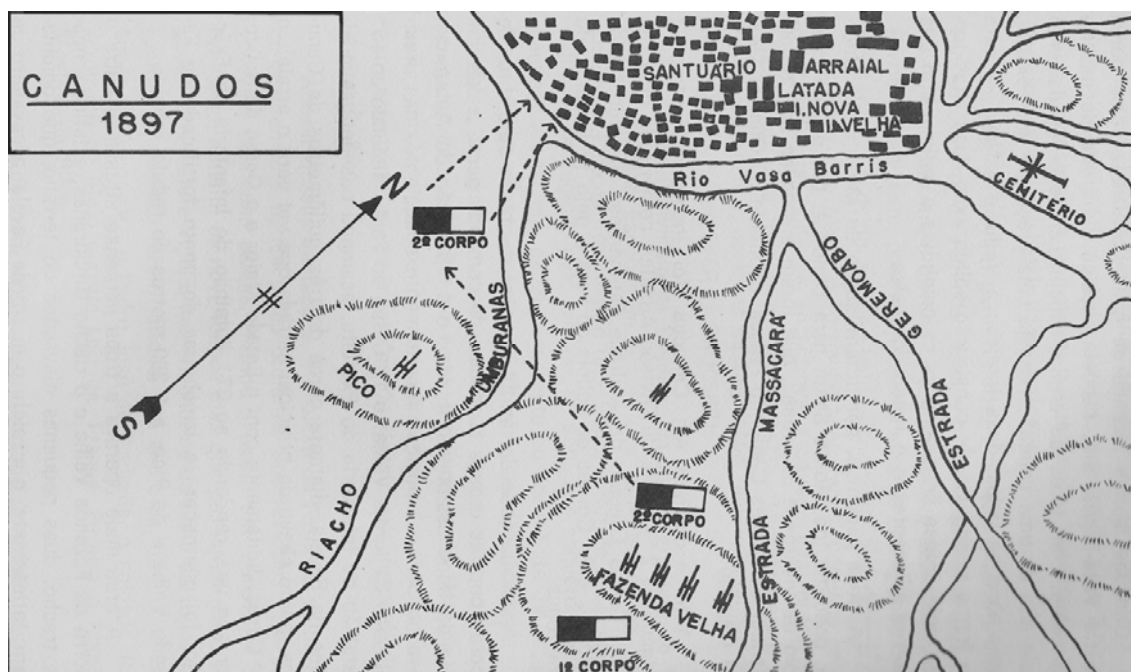 CANUDOS
1897
SANTUÁRIO
ARRAIAL
LATADA
I. NOVA
I. VELHA
Rio Vasa Barris
CEMITÉRIO
N
S
2º CORPO
PICO
RIACHO UMBURANAS
ESTRADA MASSACARÁ
ESTRADA GEREMOABO
2º CORPO
FAZENDA VELHA
1º CORPO